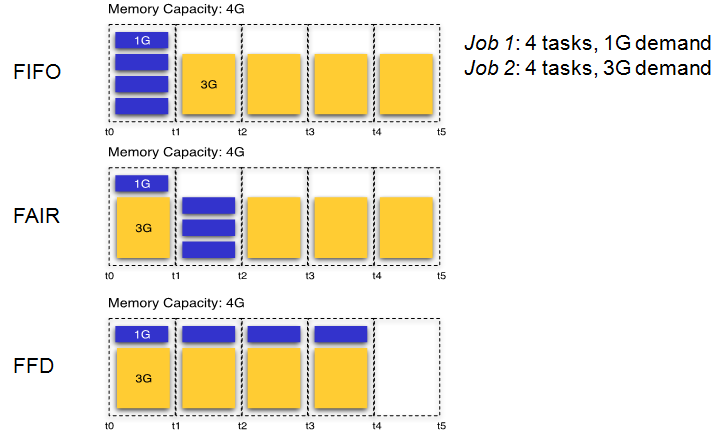 Memory Capacity: 4G
Job 1: 4 tasks, 1G demand
Job 2: 4 tasks, 3G demand
FIFO
1G
3G
t0 t1 t2 t3 t4 t5
Memory Capacity: 4G
FAIR
1G
3G
t0 t1 t2 t3 t4 t5
Memory Capacity: 4G
FFD
1G
3G
t0 t1 t2 t3 t4 t5